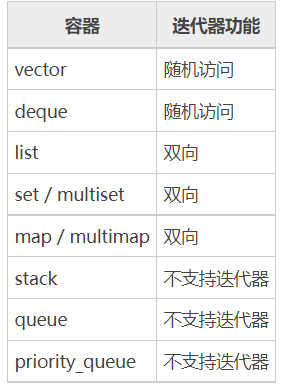 容器 迭代器功能
vector 随机访问
deque 随机访问
list 双向
set / multiset 双向
map / multimap 双向
stack 不支持迭代器
queue 不支持迭代器
priority_queue 不支持迭代器